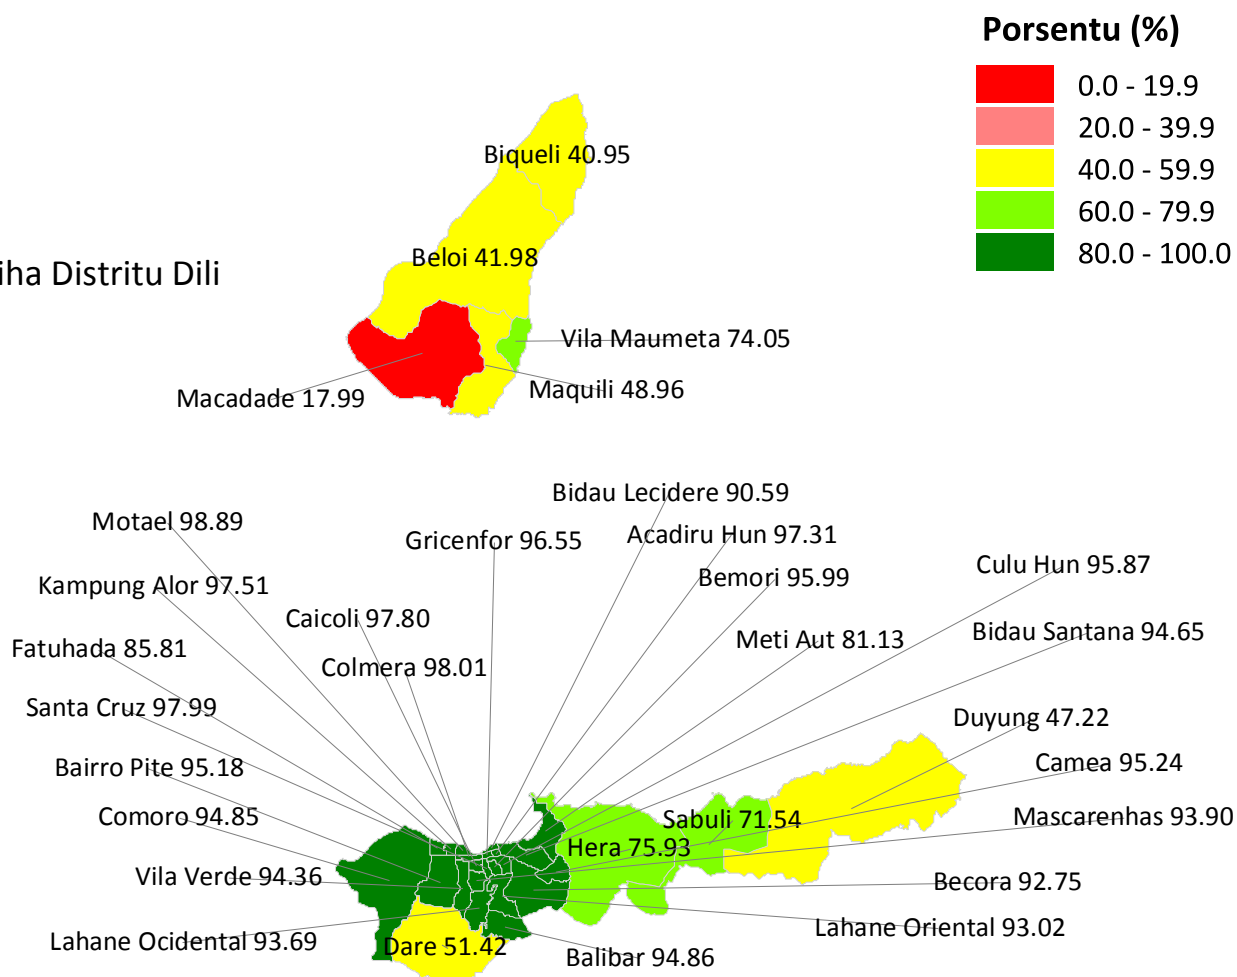 Porsentu (%)
0.0 - 19.9
20.0 - 39.9
40.0 - 59.9
60.0 - 79.9
80.0 - 100.0
Biqueli 40.95
Beloi 41.98
iha Distritu Dili
Vila Maumeta 74.05
Maquili 48.96
Macadade 17.99
Bidau Lecidere 90.59
Motael 98.89
Acadiru Hun 97.31
Gricenfor 96.55
Culu Hun 95.87
Bemori 95.99
Kampung Alor 97.51
Caicoli 97.80
Bidau Santana 94.65
Meti Aut 81.13
Fatuhada 85.81
Colmera 98.01
Santa Cruz 97.99
Duyung 47.22
Camea 95.24
Bairro Pite 95.18
Comoro 94.85
Mascarenhas 93.90
Sabuli 71.54
Hera 75.93
Vila Verde 94.36
Becora 92.75
Lahane Oriental 93.02
Lahane Ocidental 93.69
Dare 51.42
Balibar 94.86